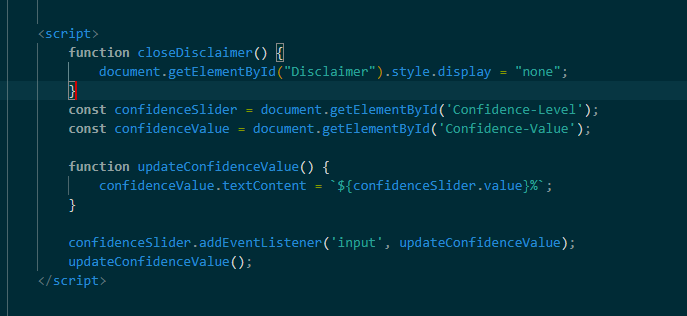 <script>
function closeDisclaimer() {
document.getElementById("Disclaimer").style.display = "none";
}
const confidenceSlider = document.getElementById('Confidence-Level');
const confidenceValue = document.getElementById('Confidence-Value');
function updateConfidenceValue() {
confidenceValue.textContent = `${confidenceSlider.value}%`;
}
confidenceSlider.addEventListener('input', updateConfidenceValue);
updateConfidenceValue();
</script>